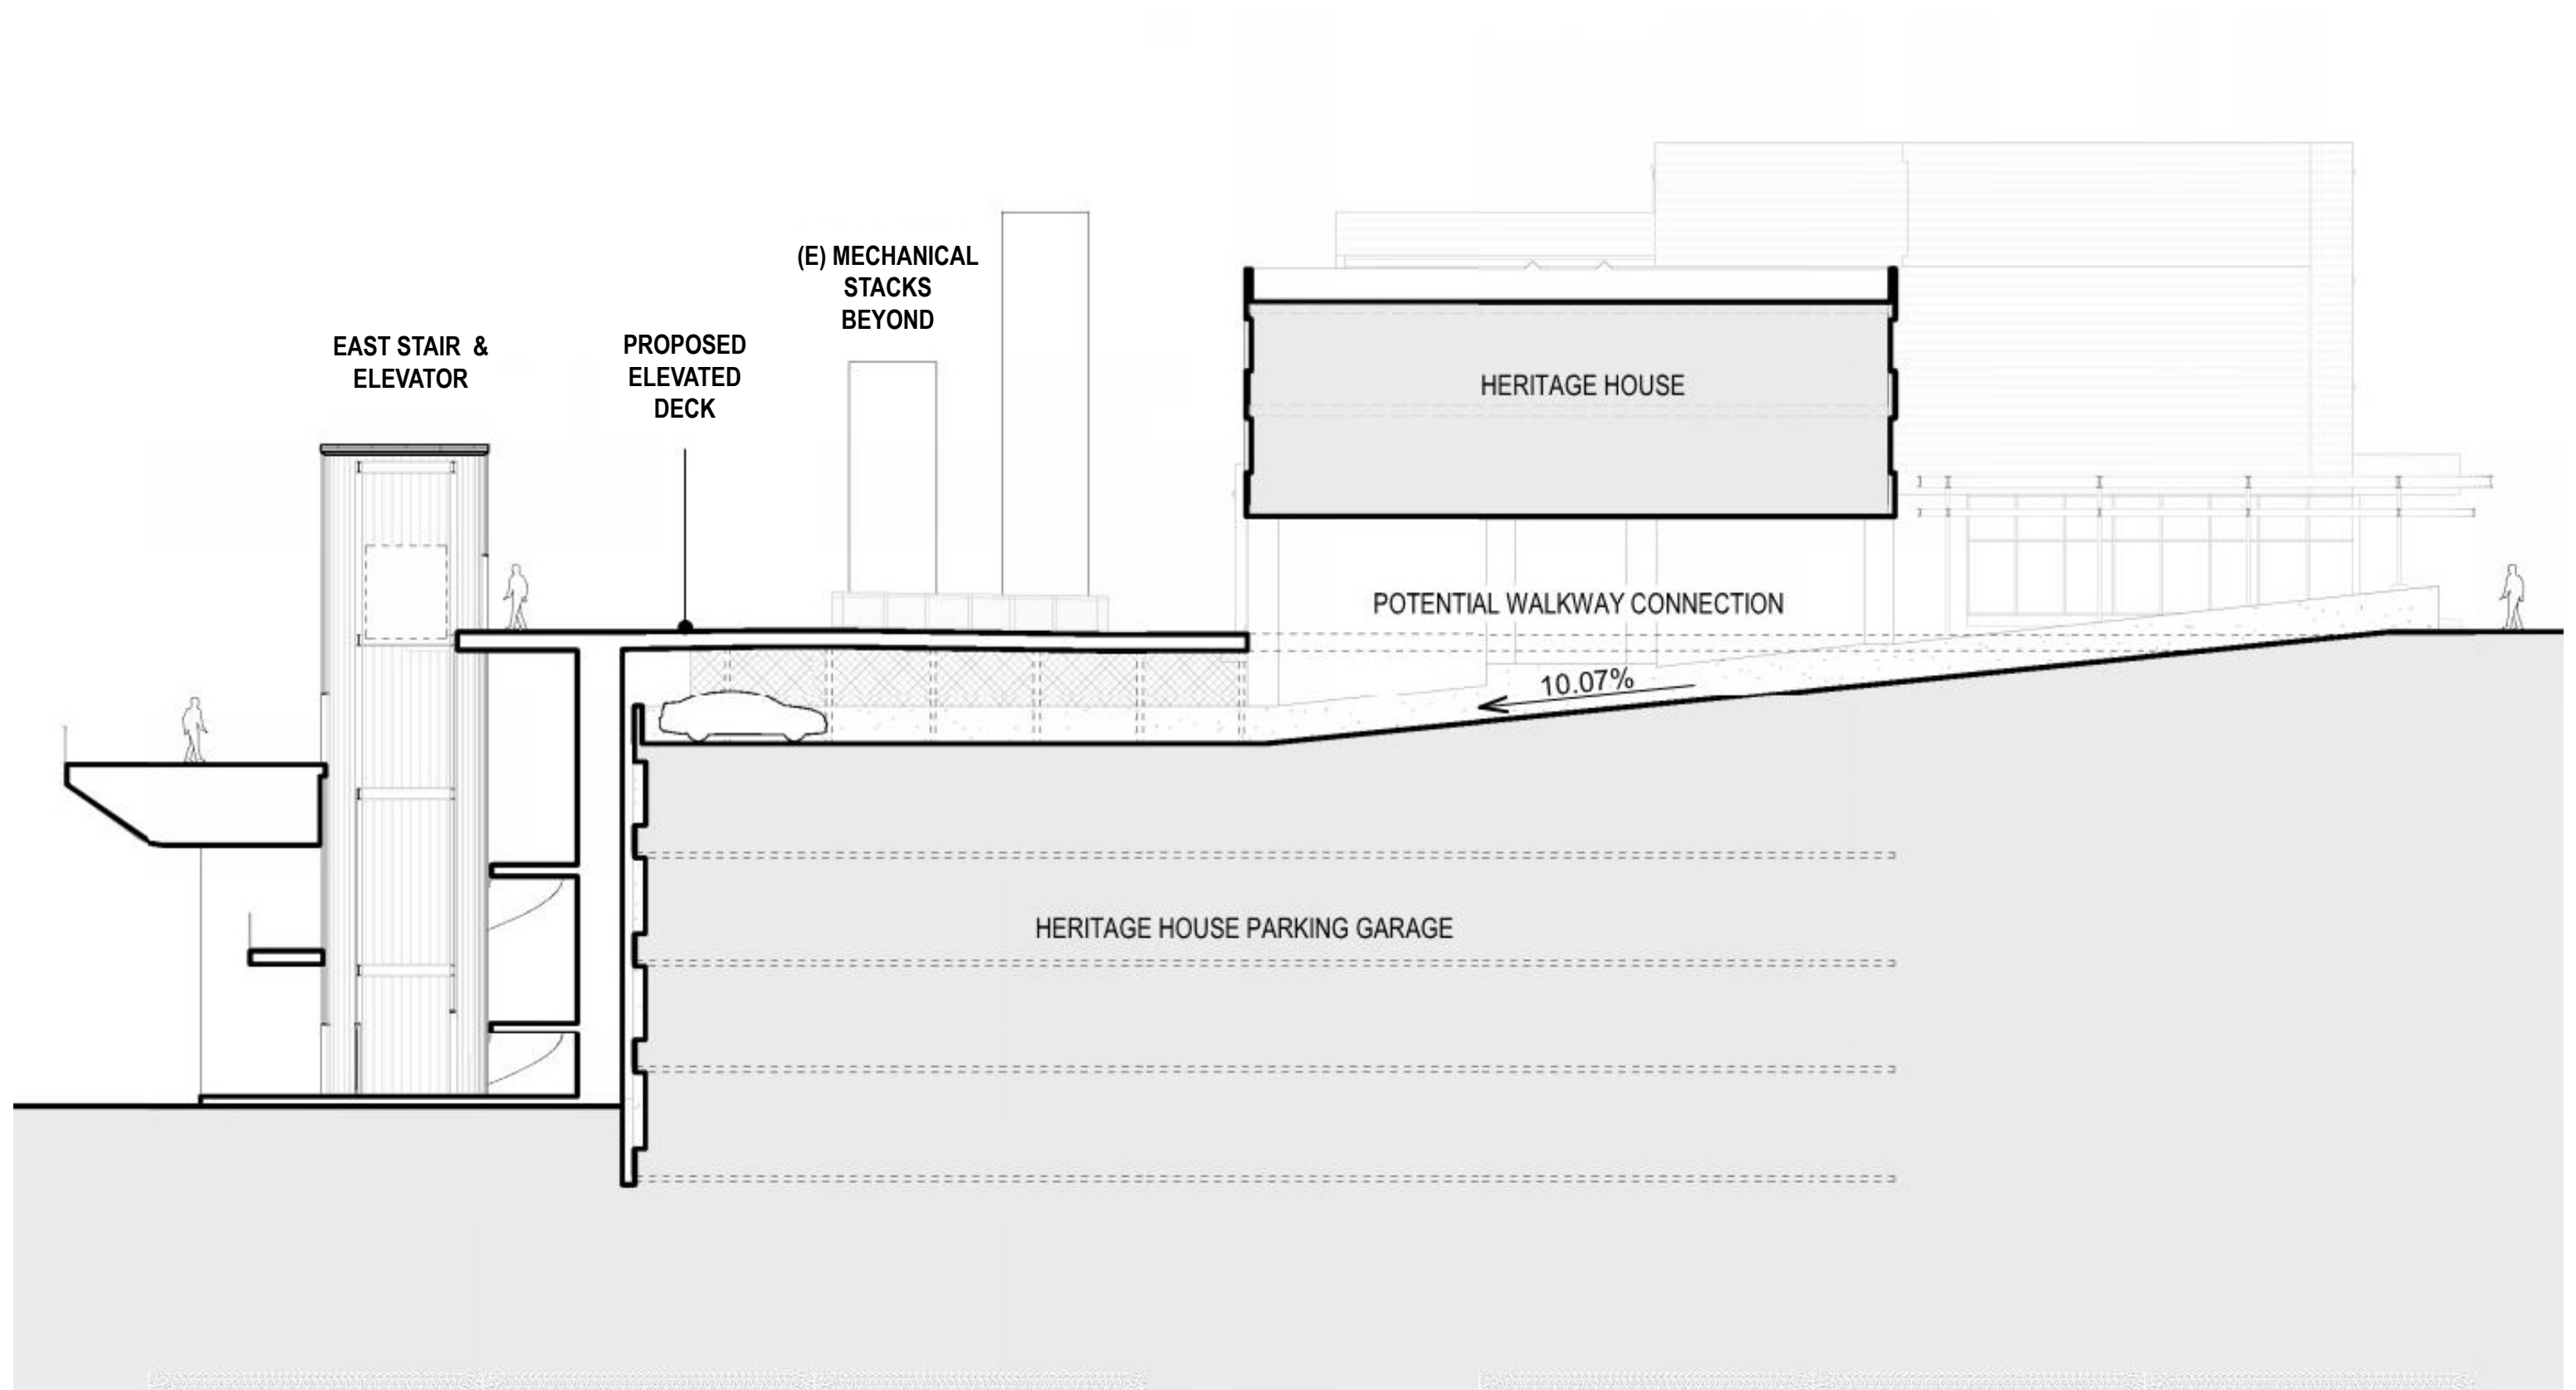 (E) MECHANICAL
STACKS
BEYOND
EAST STAIR &
ELEVATOR
PROPOSED
ELEVATED
DECK
HERITAGE HOUSE
POTENTIAL WALKWAY CONNECTION
10.07%
HERITAGE HOUSE PARKING GARAGE